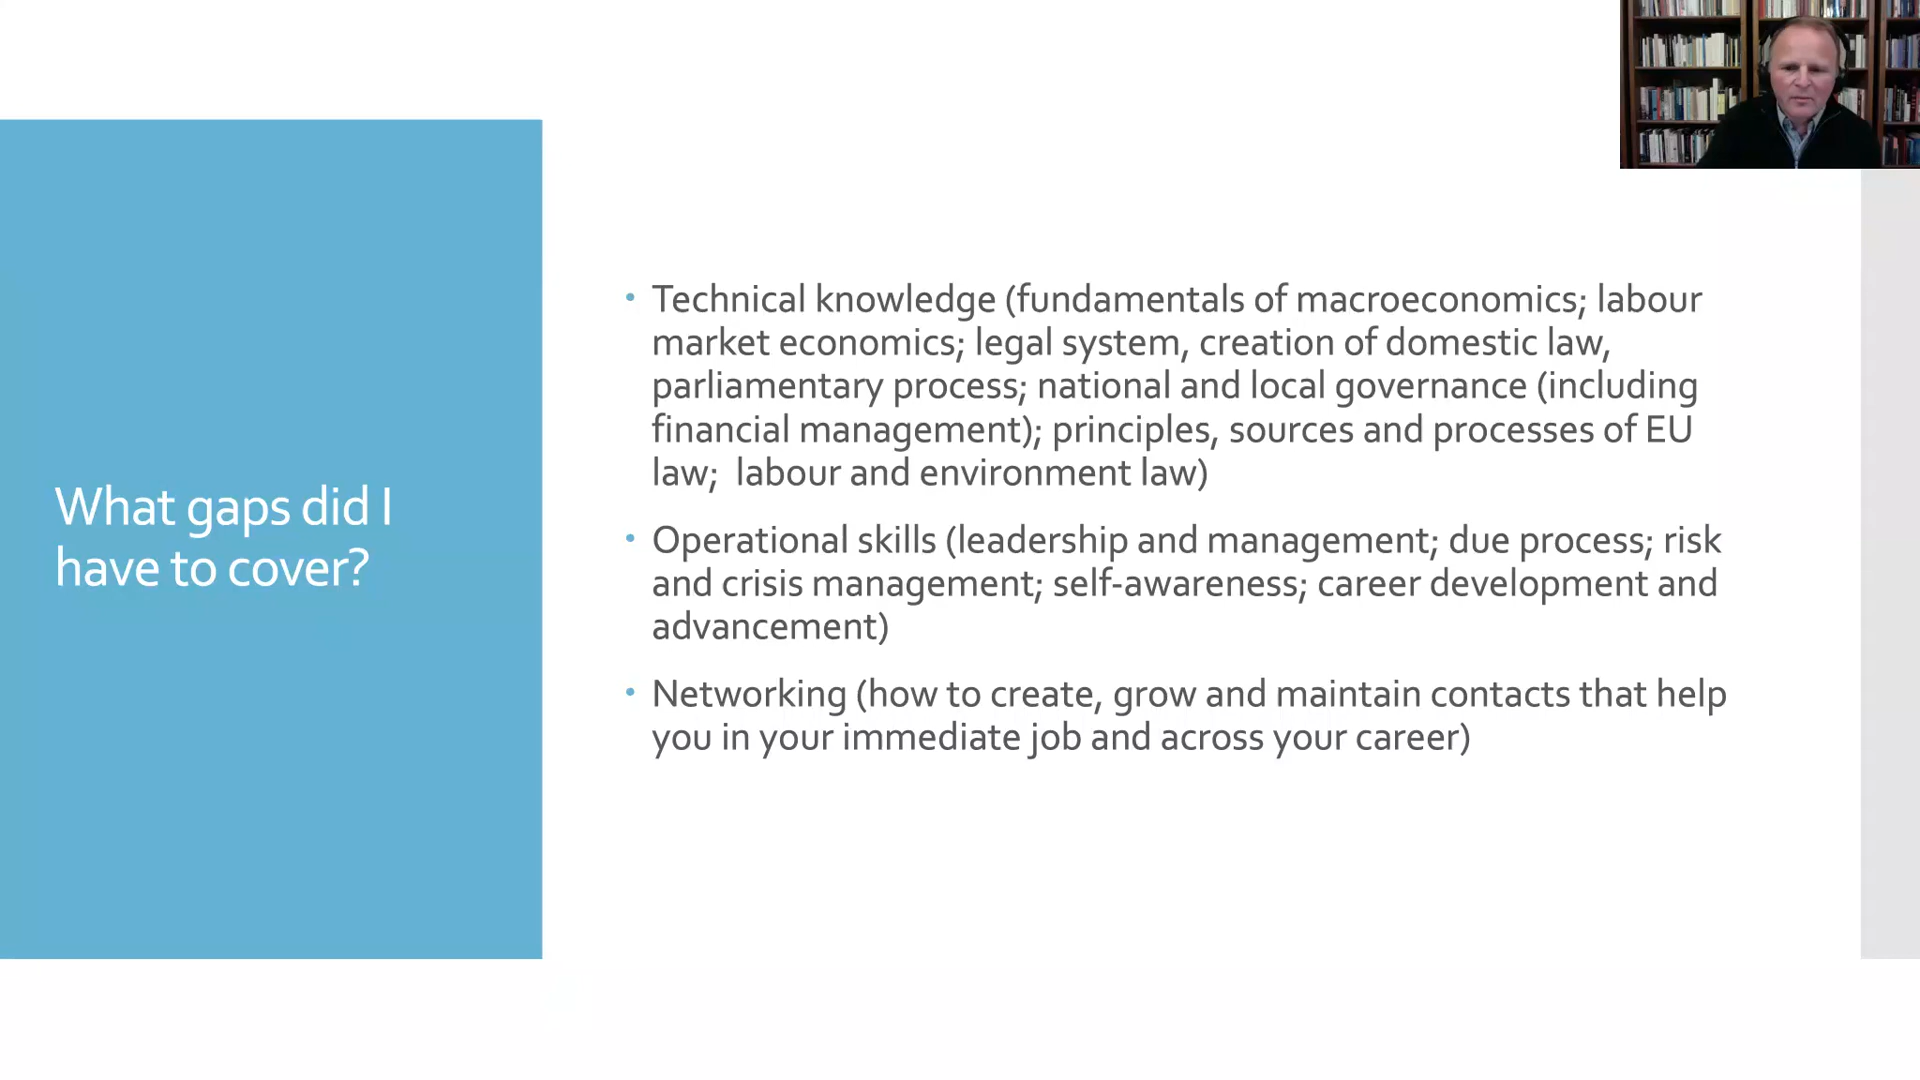 What gaps did I
have to cover?
• Technical knowledge (fundamentals of macroeconomics; labour
market economics; legal system, creation of domestic law,
parliamentary process; national and local governance (including
financial management); principles, sources and processes of EU
law;  labour and environment law)
• Operational skills (leadership and management; due process; risk
and crisis management; self-awareness; career development and
advancement)
• Networking (how to create, grow and maintain contacts that help
you in your immediate job and across your career)